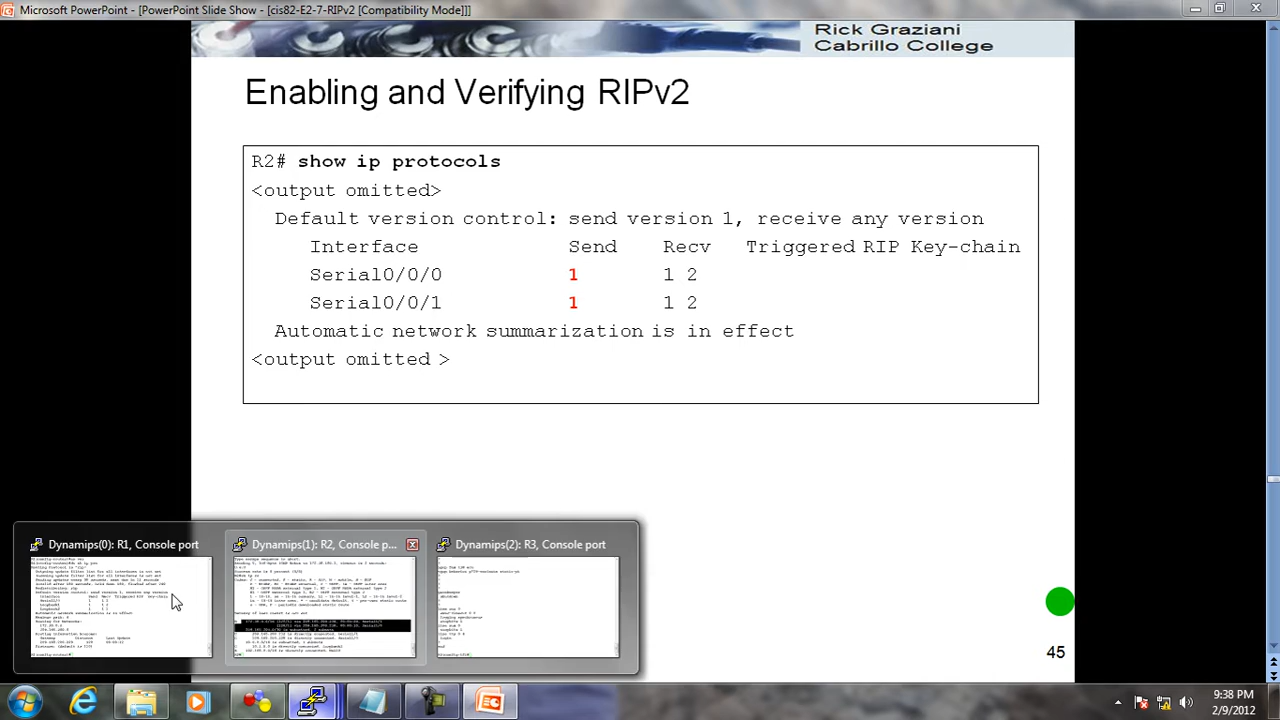 Microsoft PowerPoint - [PowerPoint Slide Show - [cis82-E2-7-RIPv2 [Compatibility Mode]]]
Rick Graziani
Cabrillo College
Enabling and Verifying RIPv2
R2# show ip protocols
<output omitted>
Default version control: send version 1, receive any version
Interface Send Recv Triggered RIP Key-chain
Serial0/0/0 1 1 2
Serial0/0/1 1 1 2
Automatic network summarization is in effect
<output omitted >
Dynamips(0): R1, Console port
Dynamips(1): R2, Console p...
Dynamips(2): R3, Console port
45
9:38 PM
2/9/2012